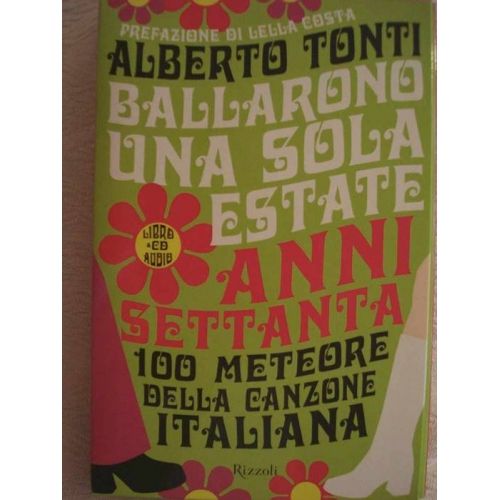 PREFAZIONE DI LELLA COSTA
ALBERTO TONTI
BALLARONO
UNA SOLA
ESTATE
LIBRO
& CD
AUDIO
ANNI
SETTANTA
100 METEORE
DELLA CANZONE
ITALIANA
Rizzoli